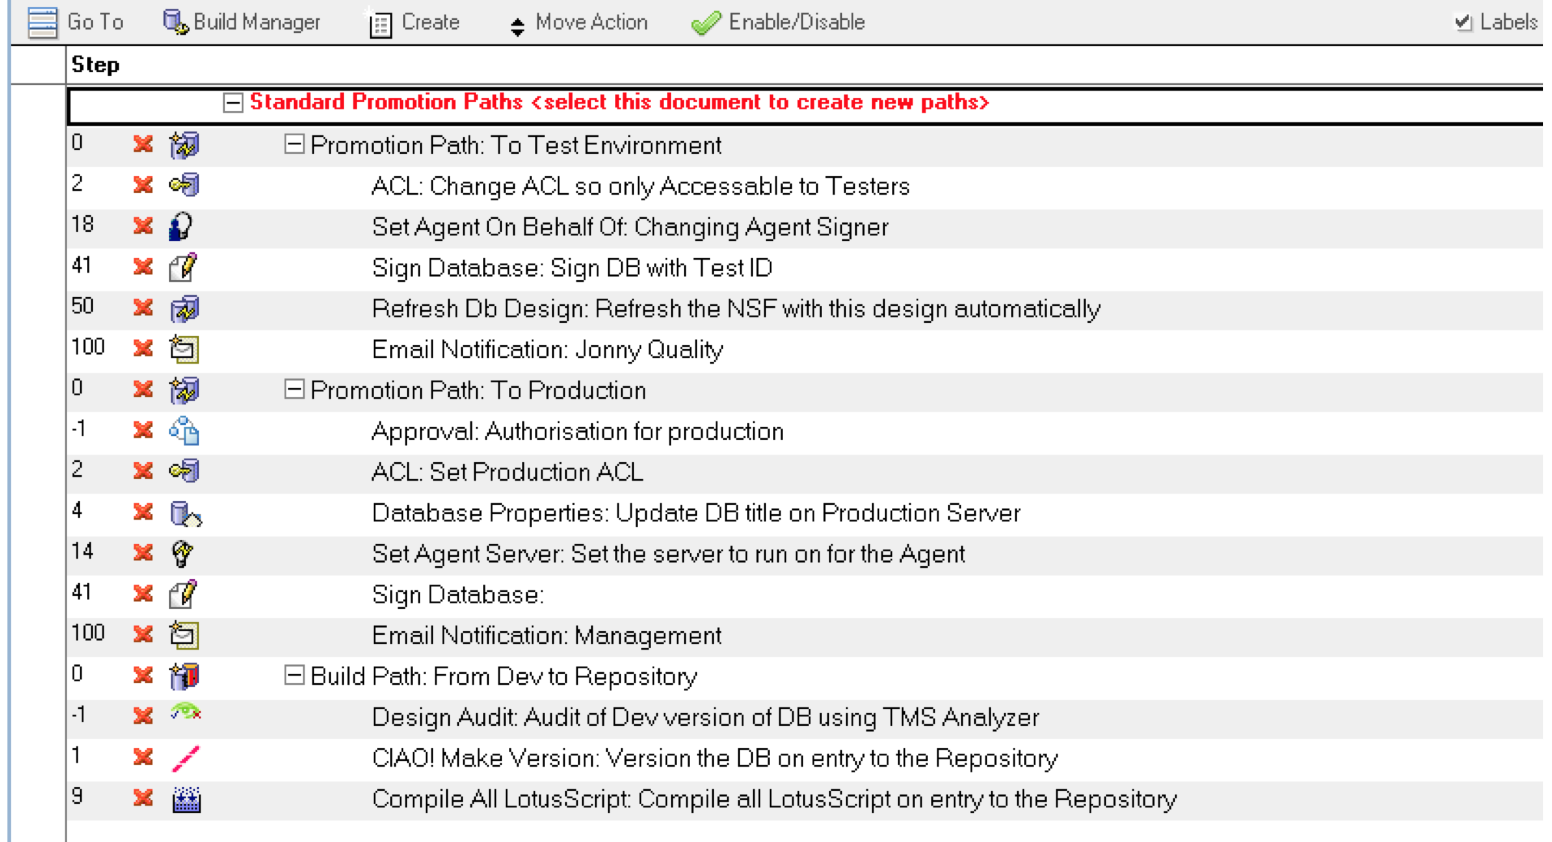 Go To Build Manager Create Move Action Enable/Disable Labels
Step
Standard Promotion Paths <select this document to create new paths>
0 Promotion Path: To Test Environment
2 ACL: Change ACL so only Accessable to Testers
18 Set Agent On Behalf Of: Changing Agent Signer
41 Sign Database: Sign DB with Test ID
50 Refresh Db Design: Refresh the NSF with this design automatically
100 Email Notification: Jonny Quality
0 Promotion Path: To Production
-1 Approval: Authorisation for production
2 ACL: Set Production ACL
4 Database Properties: Update DB title on Production Server
14 Set Agent Server: Set the server to run on for the Agent
41 Sign Database:
100 Email Notification: Management
0 Build Path: From Dev to Repository
-1 Design Audit: Audit of Dev version of DB using TMS Analyzer
1 CIAO! Make Version: Version the DB on entry to the Repository
9 Compile All LotusScript: Compile all LotusScript on entry to the Repository